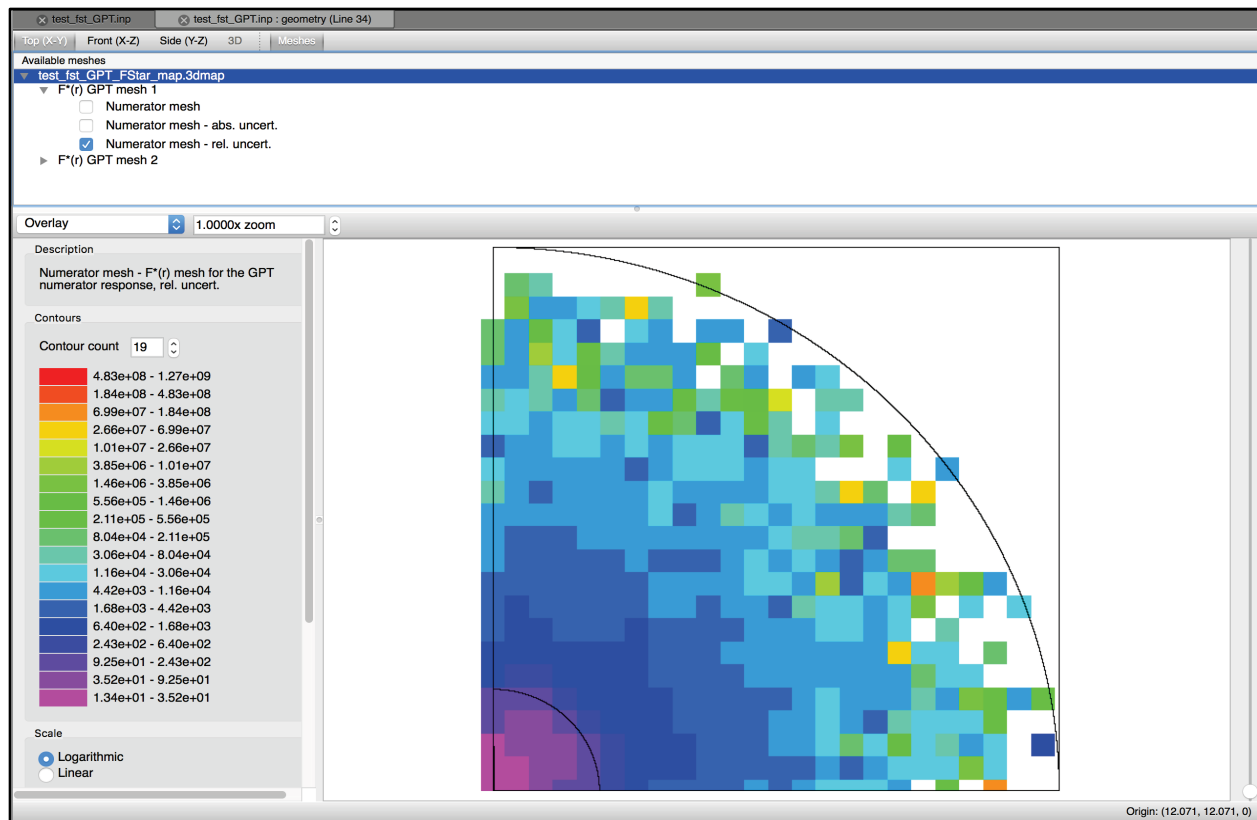 test_fst_GPT.inp
test_fst_GPT.inp : geometry (Line 34)
Top (X-Y) Front (X-Z) Side (Y-Z) 3D Meshes
Available meshes
test_fst_GPT_FStar_map.3dmap
F*(r) GPT mesh 1
Numerator mesh
Numerator mesh - abs. uncert.
Numerator mesh - rel. uncert.
F*(r) GPT mesh 2
Overlay 1.0000x zoom
Description
Numerator mesh - F*(r) mesh for the GPT
numerator response, rel. uncert.
Contours
Contour count 19
4.83e+08 - 1.27e+09
1.84e+08 - 4.83e+08
6.99e+07 - 1.84e+08
2.66e+07 - 6.99e+07
1.01e+07 - 2.66e+07
3.85e+06 - 1.01e+07
1.46e+06 - 3.85e+06
5.56e+05 - 1.46e+06
2.11e+05 - 5.56e+05
8.04e+04 - 2.11e+05
3.06e+04 - 8.04e+04
1.16e+04 - 3.06e+04
4.42e+03 - 1.16e+04
1.68e+03 - 4.42e+03
6.40e+02 - 1.68e+03
2.43e+02 - 6.40e+02
9.25e+01 - 2.43e+02
3.52e+01 - 9.25e+01
1.34e+01 - 3.52e+01
Scale
Logarithmic
Linear
Origin: (12.071, 12.071, 0)